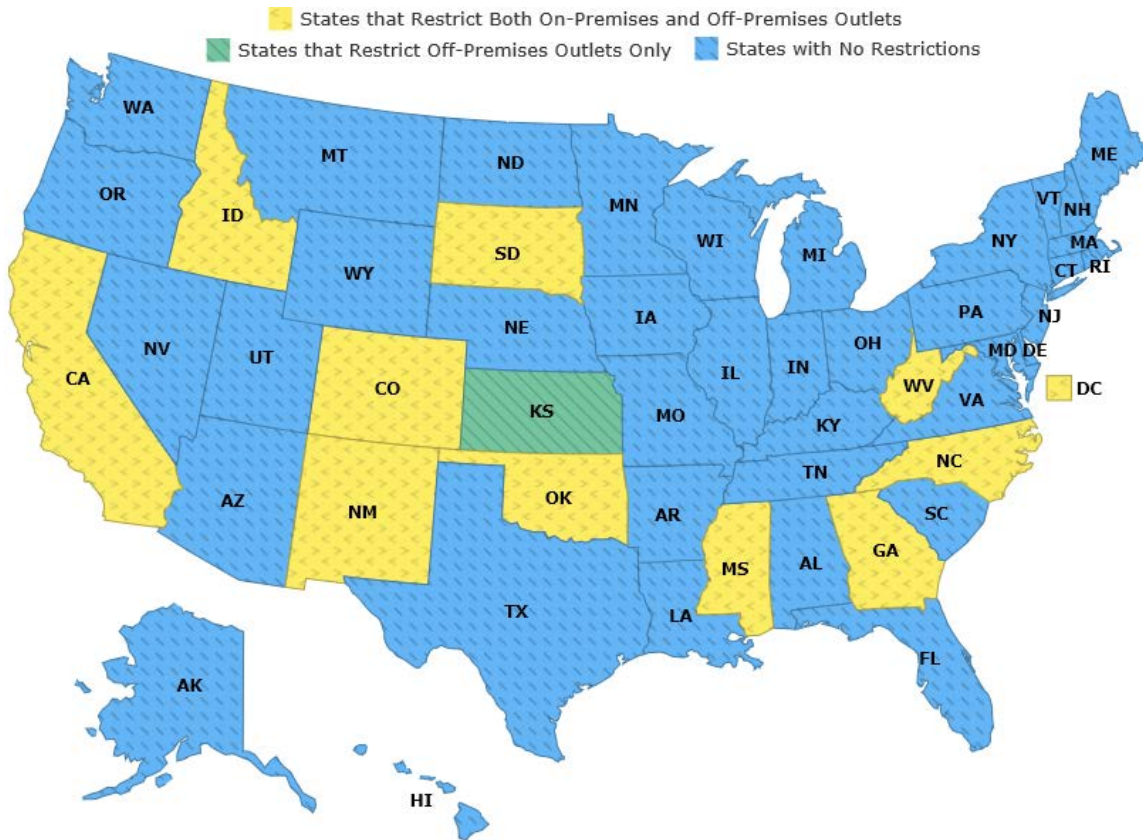 States that Restrict Both On-Premises and Off-Premises Outlets
States that Restrict Off-Premises Outlets Only
States with No Restrictions
WA
MT
ND
ME
OR
ID
MN
VT
NH
SD
WI
MI
NY
MA
WY
CT
RI
IA
PA
NE
NJ
NV
UT
IL
IN
OH
MD
DE
CA
CO
WV
DC
KS
MO
KY
VA
NC
TN
AZ
NM
OK
AR
SC
MS
AL
GA
TX
LA
FL
AK
HI